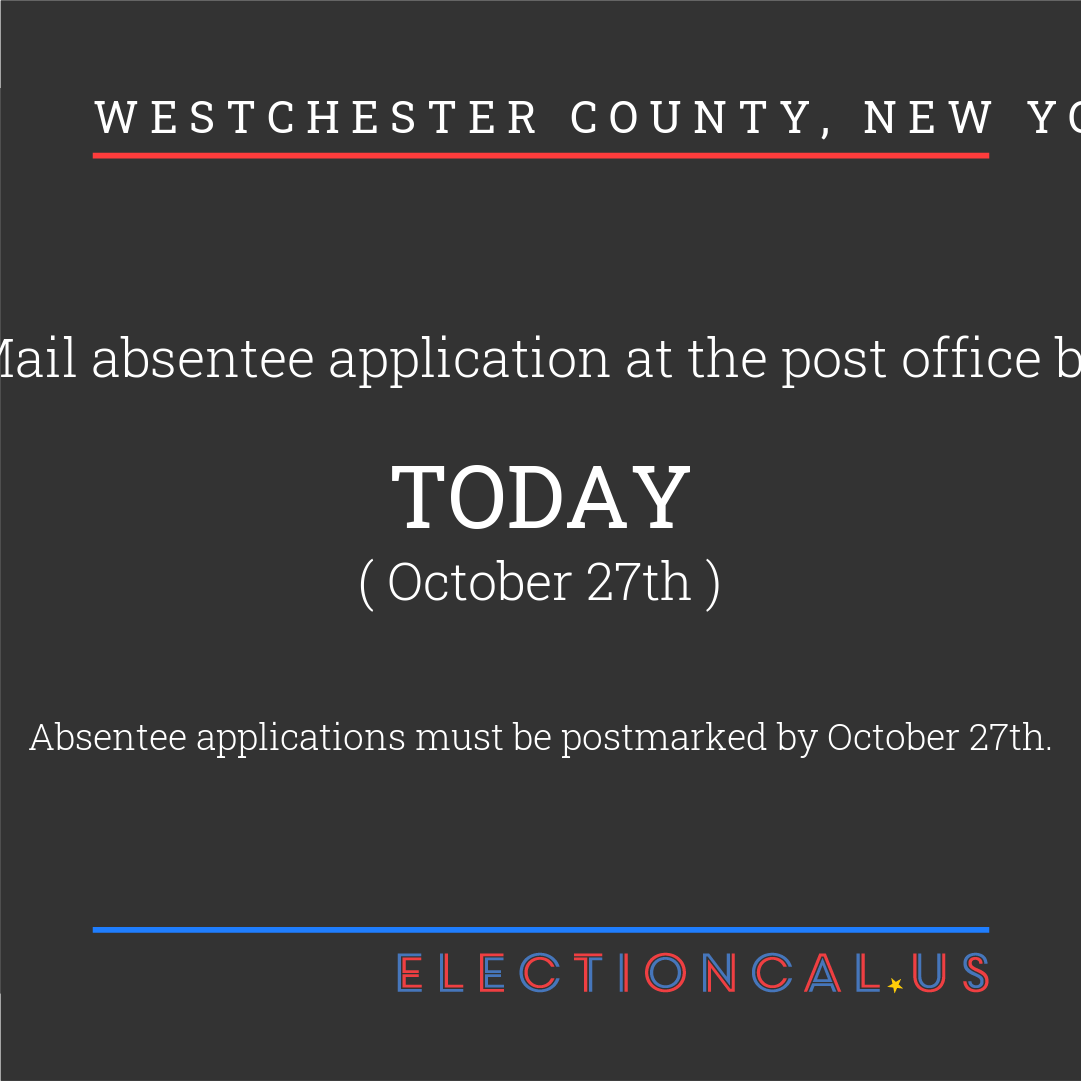 WESTCHESTER COUNTY, NEW YO
Mail absentee application at the post office b
TODAY
( October 27th )
Absentee applications must be postmarked by October 27th.
ELECTIONCAL.US